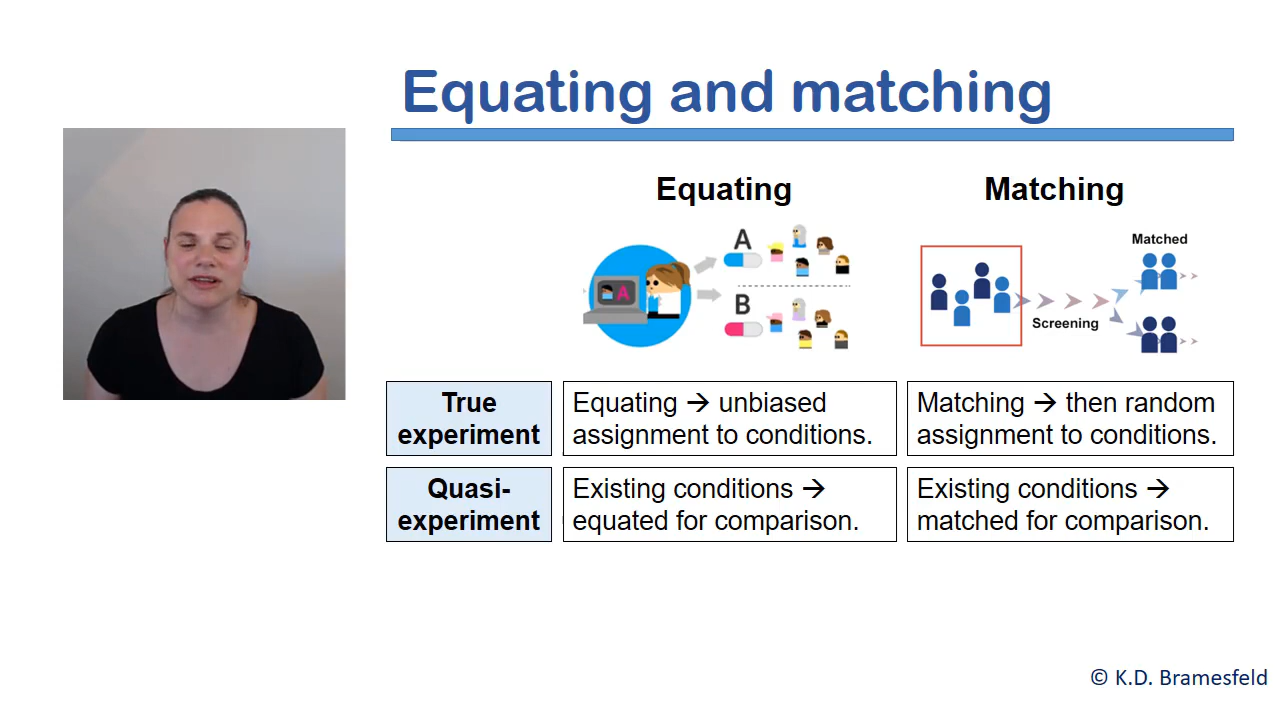 Equating and matching
Equating
Matching
A
B
A
Matched
Screening
True
experiment
Equating → unbiased
assignment to conditions.
Matching → then random
assignment to conditions.
Quasi-
experiment
Existing conditions →
equated for comparison.
Existing conditions →
matched for comparison.
© K.D. Bramesfeld